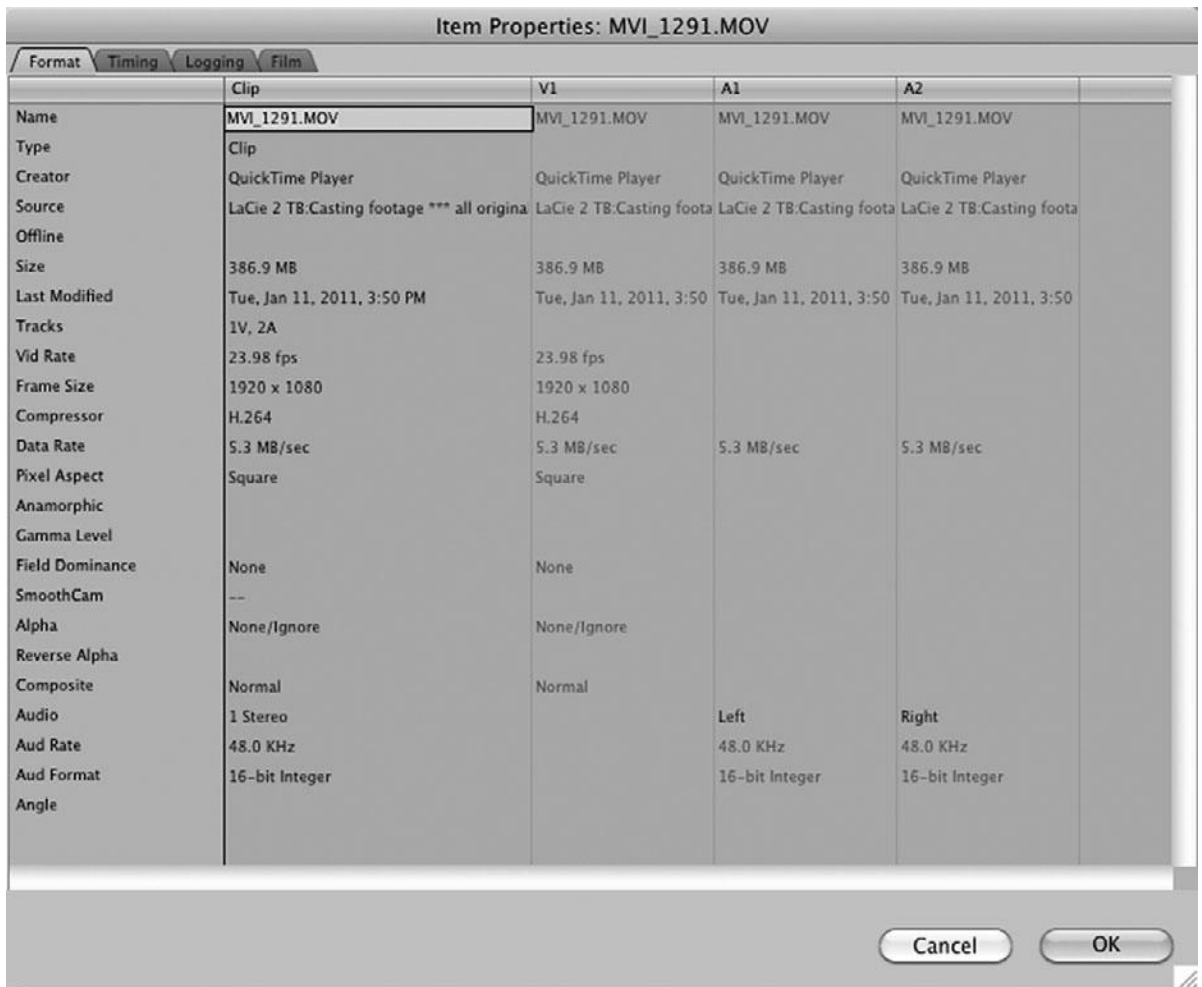 Item Properties: MVI_1291.MOV
Format Timing Logging Film
Clip V1 A1 A2
Name MVI_1291.MOV MVI_1291.MOV MVI_1291.MOV MVI_1291.MOV
Type Clip
Creator QuickTime Player QuickTime Player QuickTime Player QuickTime Player
Source LaCie 2 TB:Casting footage *** all origina LaCie 2 TB:Casting foota LaCie 2 TB:Casting foota LaCie 2 TB:Casting foota
Offline
Size 386.9 MB 386.9 MB 386.9 MB 386.9 MB
Last Modified Tue, Jan 11, 2011, 3:50 PM Tue, Jan 11, 2011, 3:50 Tue, Jan 11, 2011, 3:50 Tue, Jan 11, 2011, 3:50
Tracks 1V, 2A
Vid Rate 23.98 fps 23.98 fps
Frame Size 1920 x 1080 1920 x 1080
Compressor H.264 H.264
Data Rate 5.3 MB/sec 5.3 MB/sec 5.3 MB/sec 5.3 MB/sec
Pixel Aspect Square Square
Anamorphic
Gamma Level
Field Dominance None None
SmoothCam --
Alpha None/Ignore None/Ignore
Reverse Alpha
Composite Normal Normal
Audio 1 Stereo Left Right
Aud Rate 48.0 KHz 48.0 KHz 48.0 KHz
Aud Format 16-bit Integer 16-bit Integer 16-bit Integer
Angle
Cancel OK